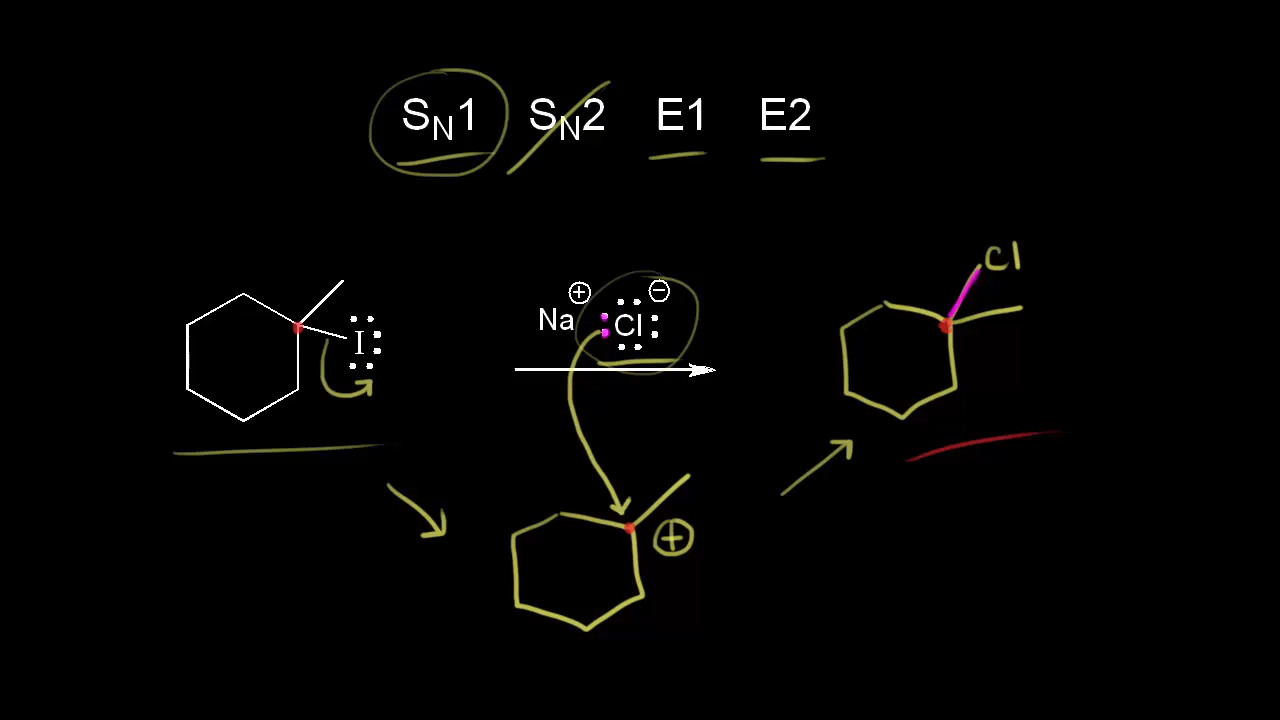 SN1 SN2 E1 E2
Cl
Na ⊕ :Cl: ⊖
I
⊕